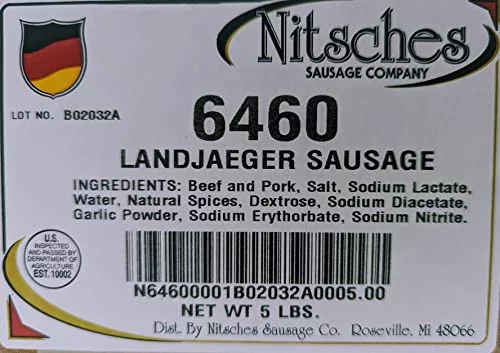 Nitsches
SAUSAGE COMPANY
LOT NO. B02032A
6460
LANDJAEGER SAUSAGE
INGREDIENTS: Beef and Pork, Salt, Sodium Lactate,
Water, Natural Spices, Dextrose, Sodium Diacetate,
Garlic Powder, Sodium Erythorbate, Sodium Nitrite.
U.S.
INSPECTED
AND PASSED BY
DEPARTMENT OF
AGRICULTURE
EST. 10002
N64600001B02032A0005.00
NET WT 5 LBS.
Dist. By Nitsches Sausage Co. Roseville, Mi 48066